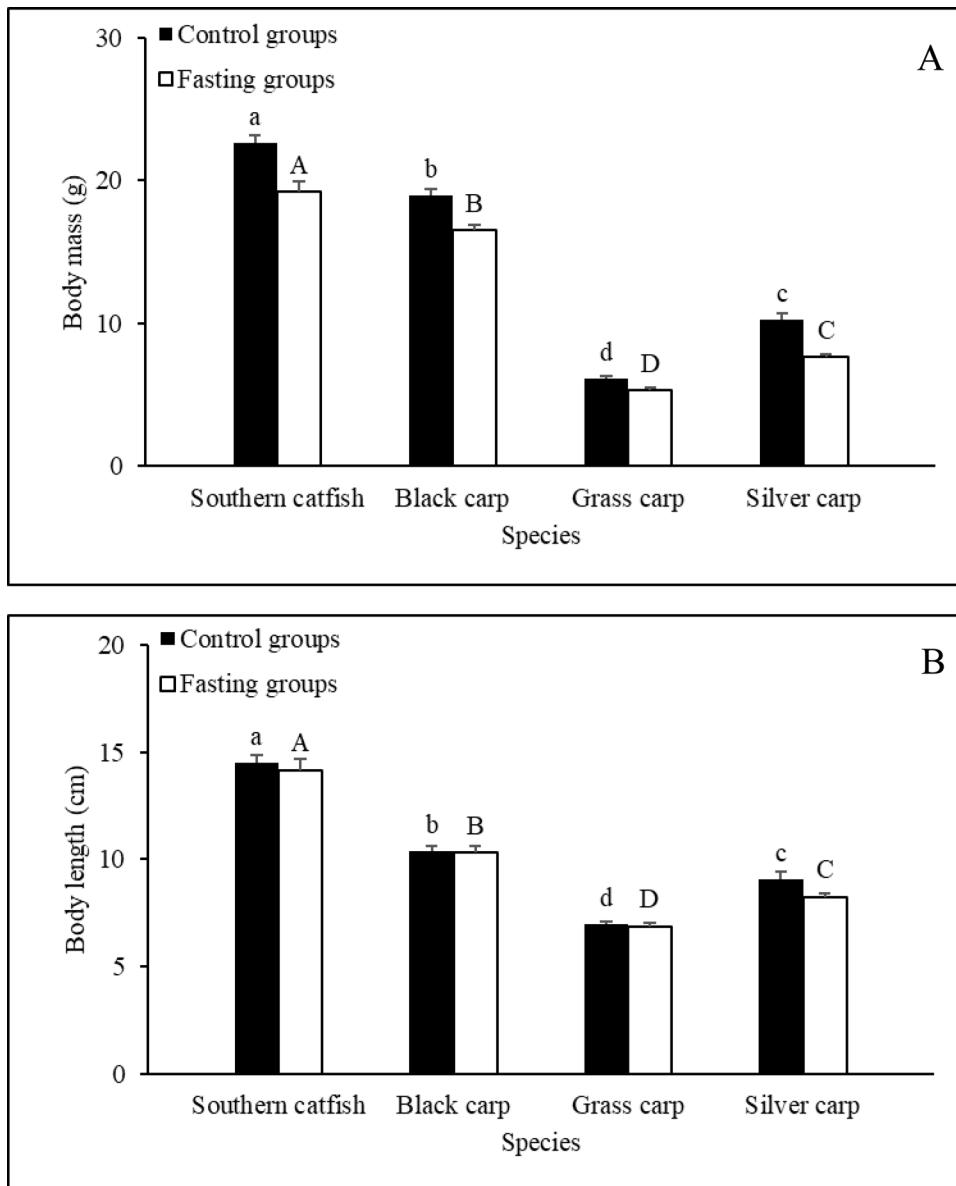 Control groups
Fasting groups
A
30
20
10
0
Body mass (g)
a
A
b
B
d
D
c
C
Southern catfish Black carp Grass carp Silver carp
Species
Control groups
Fasting groups
B
20
15
10
5
0
Body length (cm)
a
A
b
B
d
D
c
C
Southern catfish Black carp Grass carp Silver carp
Species